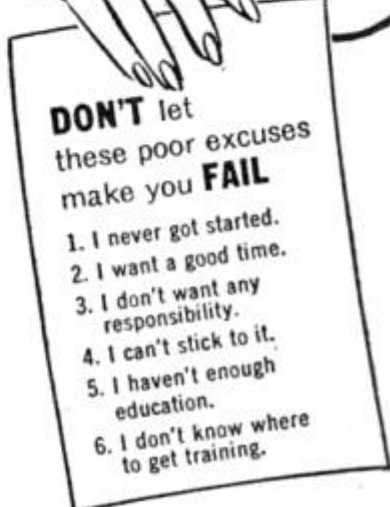 DON'T let
these poor excuses
make you FAIL
1. I never got started.
2. I want a good time.
3. I don't want any
responsibility.
4. I can't stick to it.
5. I haven't enough
education.
6. I don't know where
to get training.